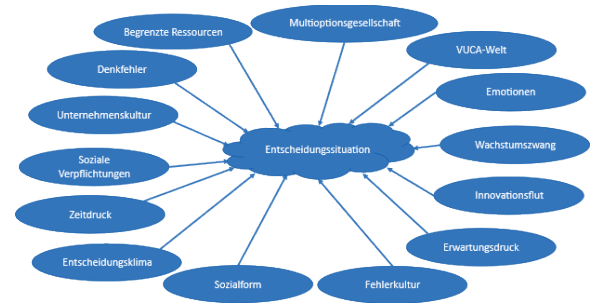 Multioptionsgesellschaft
Begrenzte Ressourcen
VUCA-Welt
Denkfehler
Emotionen
Unternehmenskultur
Entscheidungssituation
Wachstumszwang
Soziale
Verpflichtungen
Innovationsflut
Zeitdruck
Erwartungsdruck
Entscheidungsklima
Sozialform
Fehlerkultur